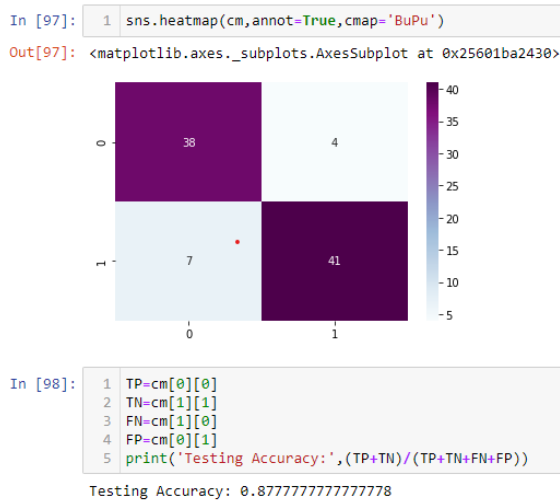 In [97]: 1 sns.heatmap(cm,annot=True,cmap='BuPu')
Out[97]: <matplotlib.axes._subplots.AxesSubplot at 0x25601ba2430>
40
35
30
25
20
15
10
5
0 38 4
1 7 41
0 1
In [98]: 1 TP=cm[0][0]
2 TN=cm[1][1]
3 FN=cm[1][0]
4 FP=cm[0][1]
5 print('Testing Accuracy:',(TP+TN)/(TP+TN+FN+FP))
Testing Accuracy: 0.8777777777777778